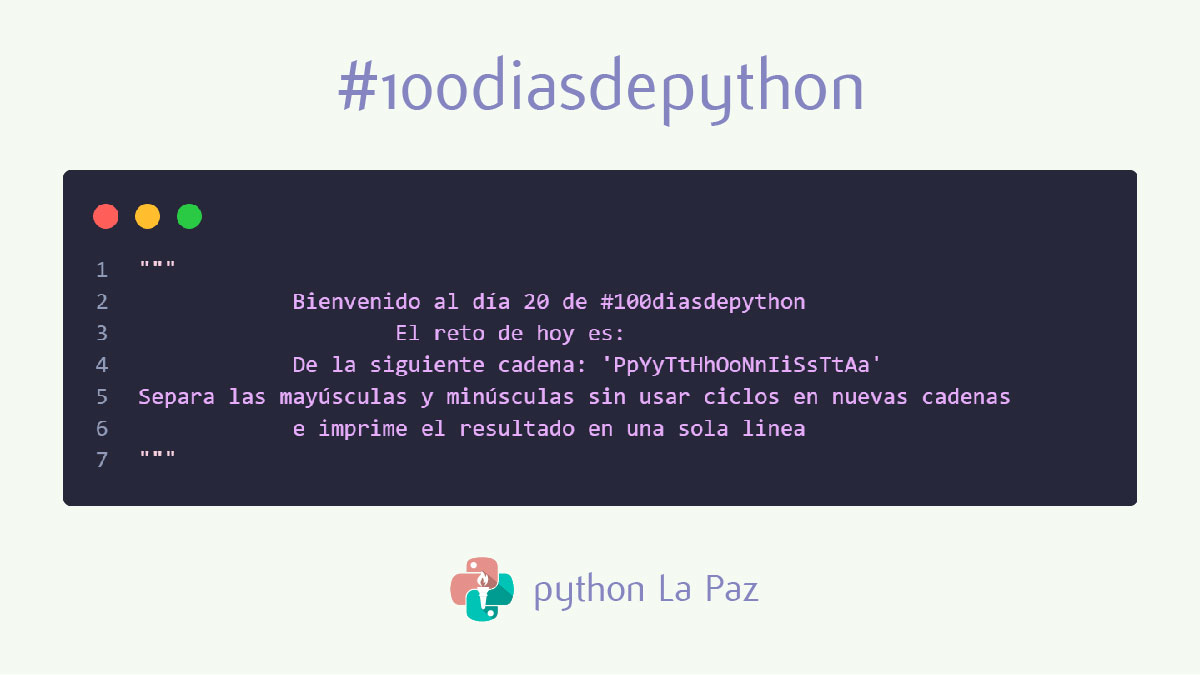 #100diasdepython
1 """
2 Bienvenido al día 20 de #100diasdepython
3 El reto de hoy es:
4 De la siguiente cadena: 'PpYyTtHhOoNnIiSsTtAa'
5 Separa las mayúsculas y minúsculas sin usar ciclos en nuevas cadenas
6 e imprime el resultado en una sola linea
7 """
python La Paz